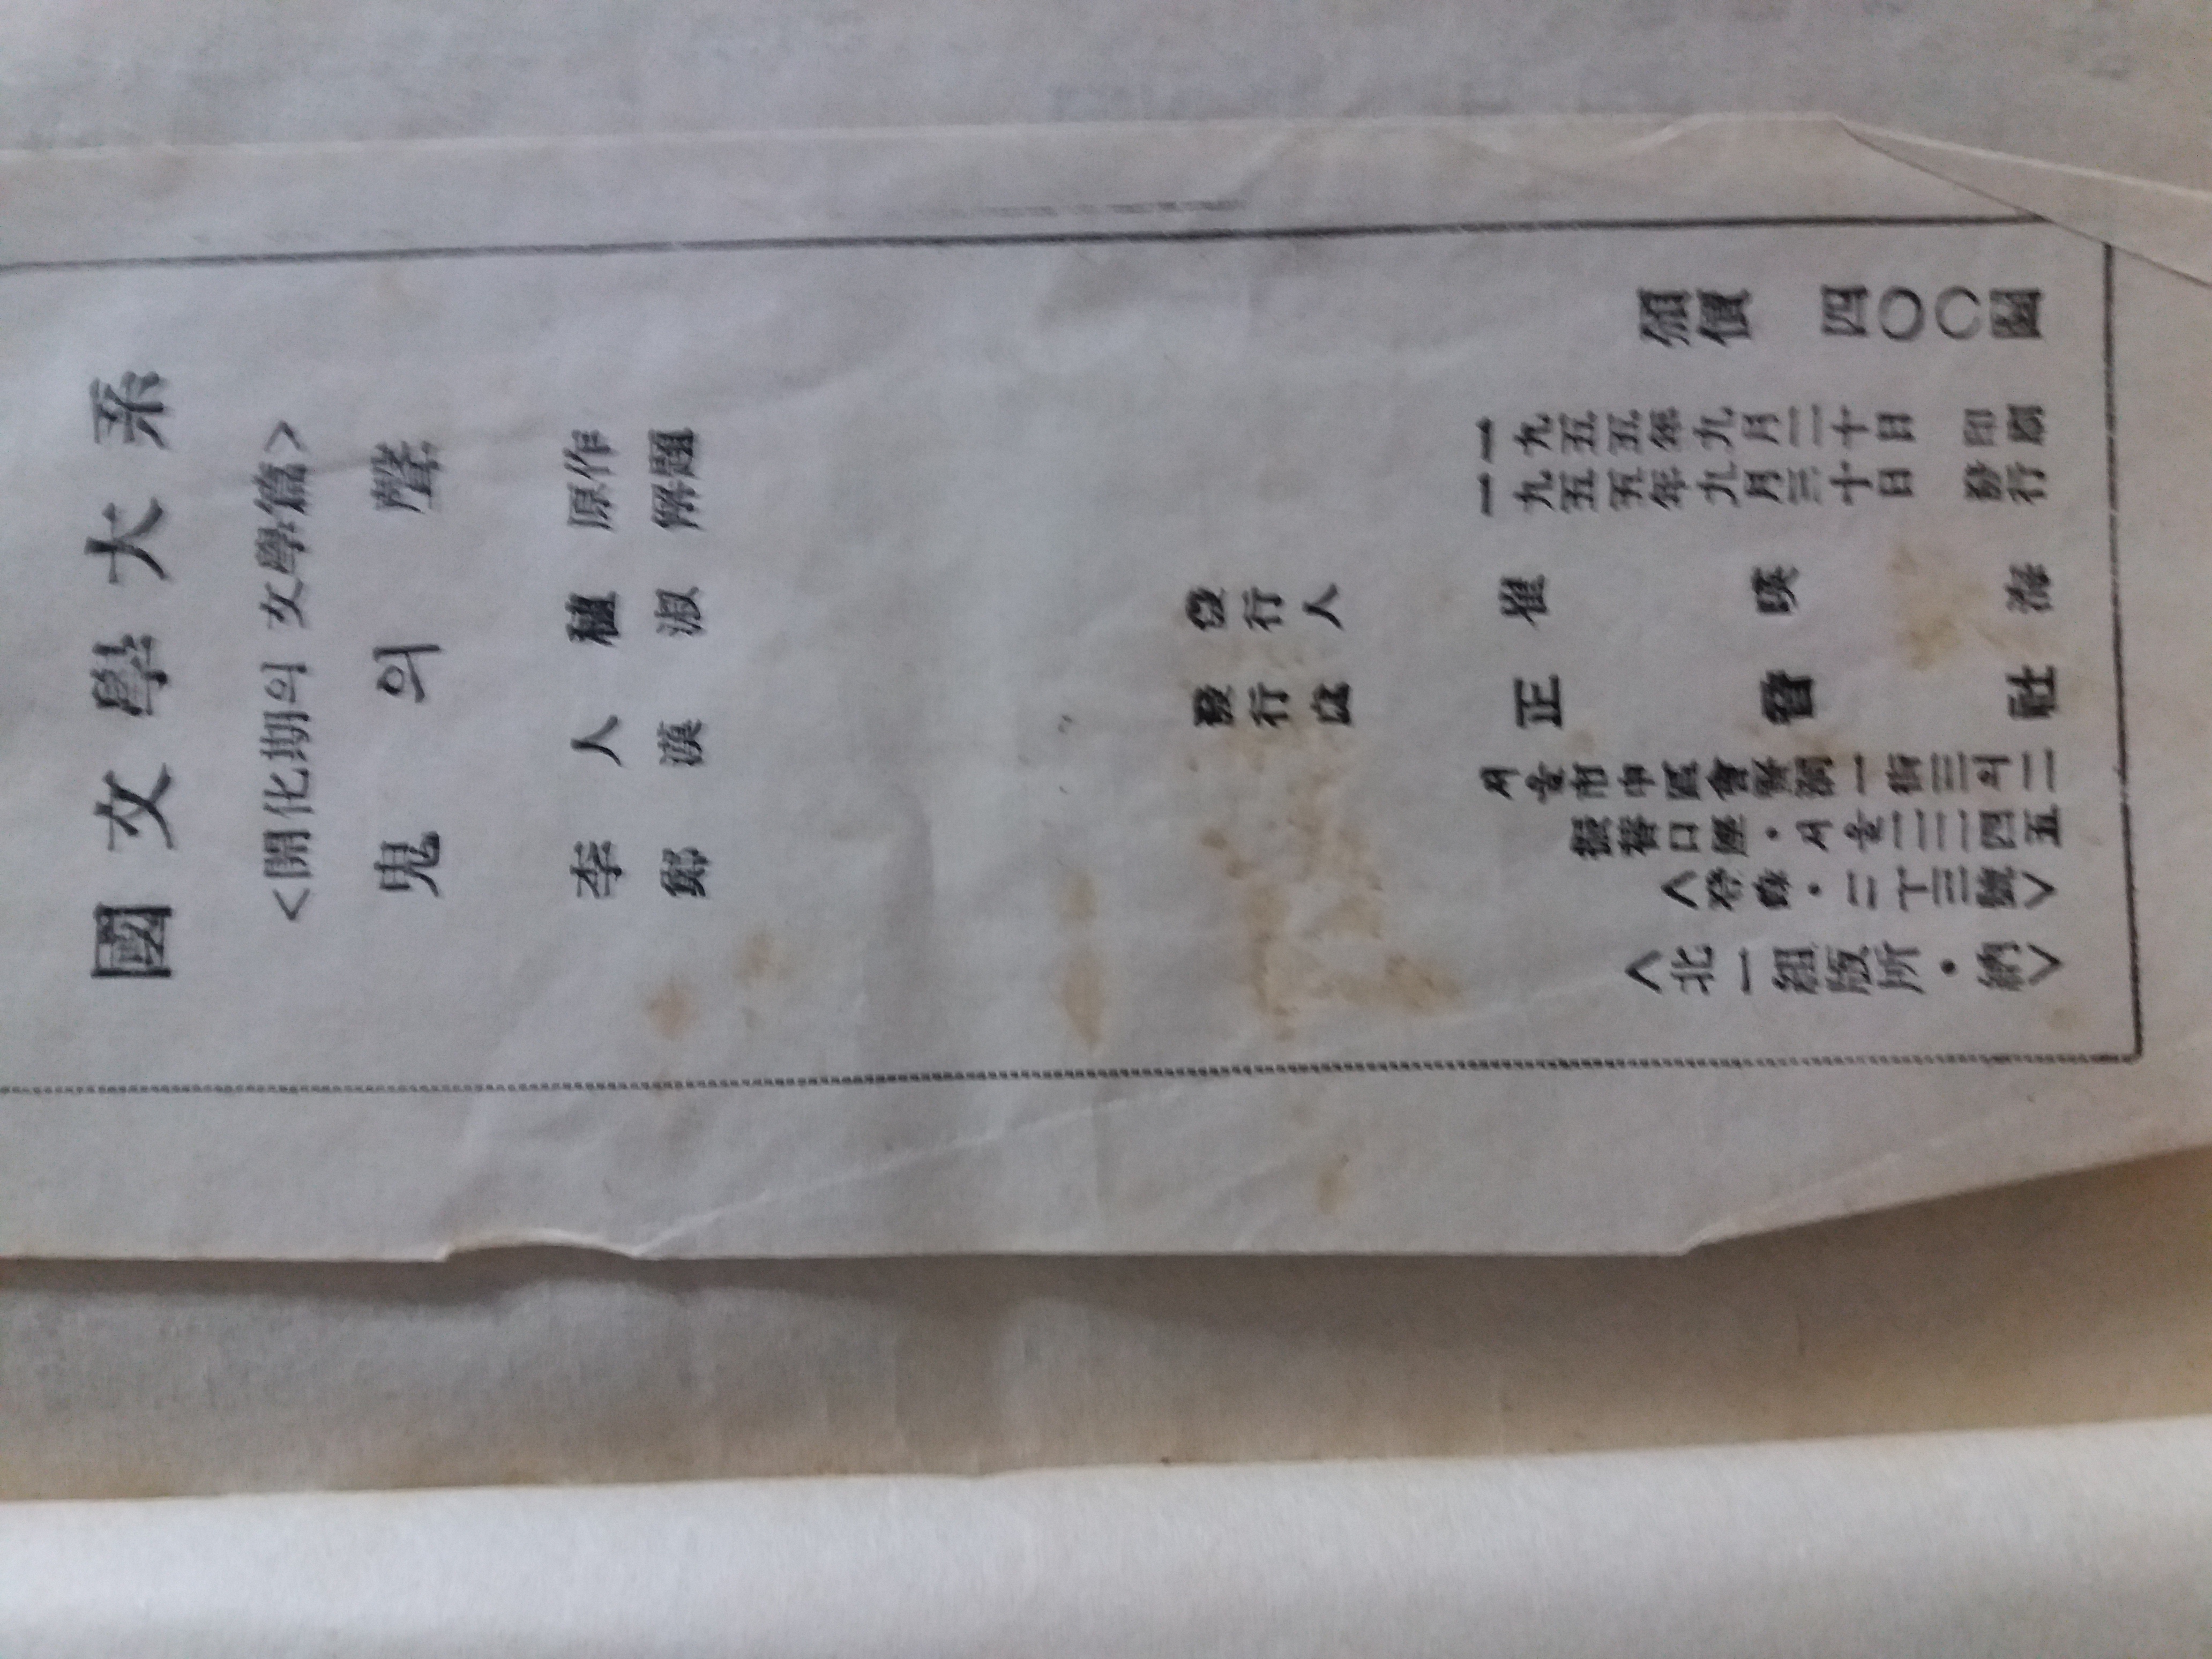 國文學大系
<開化期의 文學篇>
鬼의 聲
李人稙 原作
鄭漢淑 解題
領價 四〇〇圜
一九五五年九月二十日 印刷
一九五五年九月三十日 發行
發行人 崔暎海
發行處 正音社
서울市中區會賢洞一街三의二
振替口座・서울
<登錄・二十三號>
<北一組版所・納>